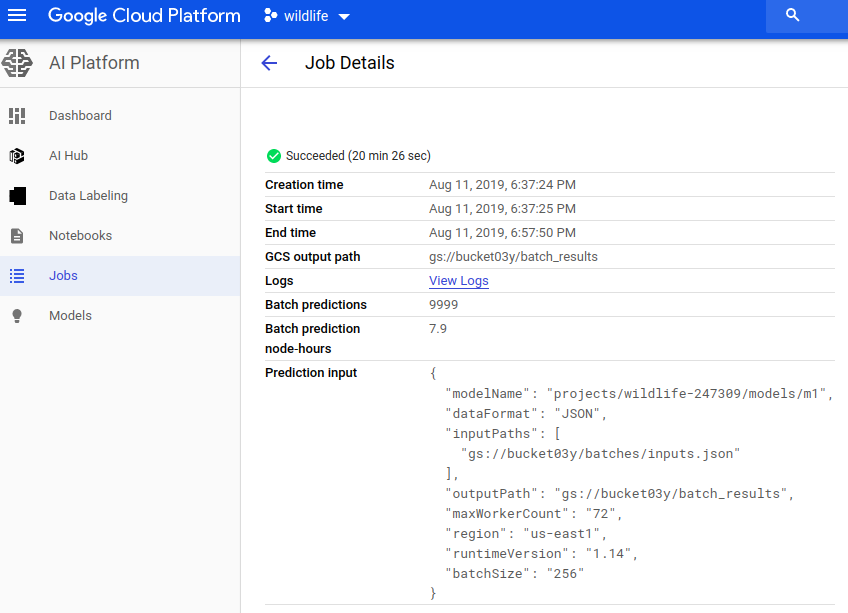 Google Cloud Platform
wildlife
AI Platform
Job Details
Dashboard
AI Hub
Data Labeling
Notebooks
Jobs
Models
Succeeded (20 min 26 sec)
Creation time Aug 11, 2019, 6:37:24 PM
Start time Aug 11, 2019, 6:37:25 PM
End time Aug 11, 2019, 6:57:50 PM
GCS output path gs://bucket03y/batch_results
Logs View Logs
Batch predictions 9999
Batch prediction 7.9
node-hours
Prediction input {
"modelName": "projects/wildlife-247309/models/m1",
"dataFormat": "JSON",
"inputPaths": [
"gs://bucket03y/batches/inputs.json"
],
"outputPath": "gs://bucket03y/batch_results",
"maxWorkerCount": "72",
"region": "us-east1",
"runtimeVersion": "1.14",
"batchSize": "256"
}